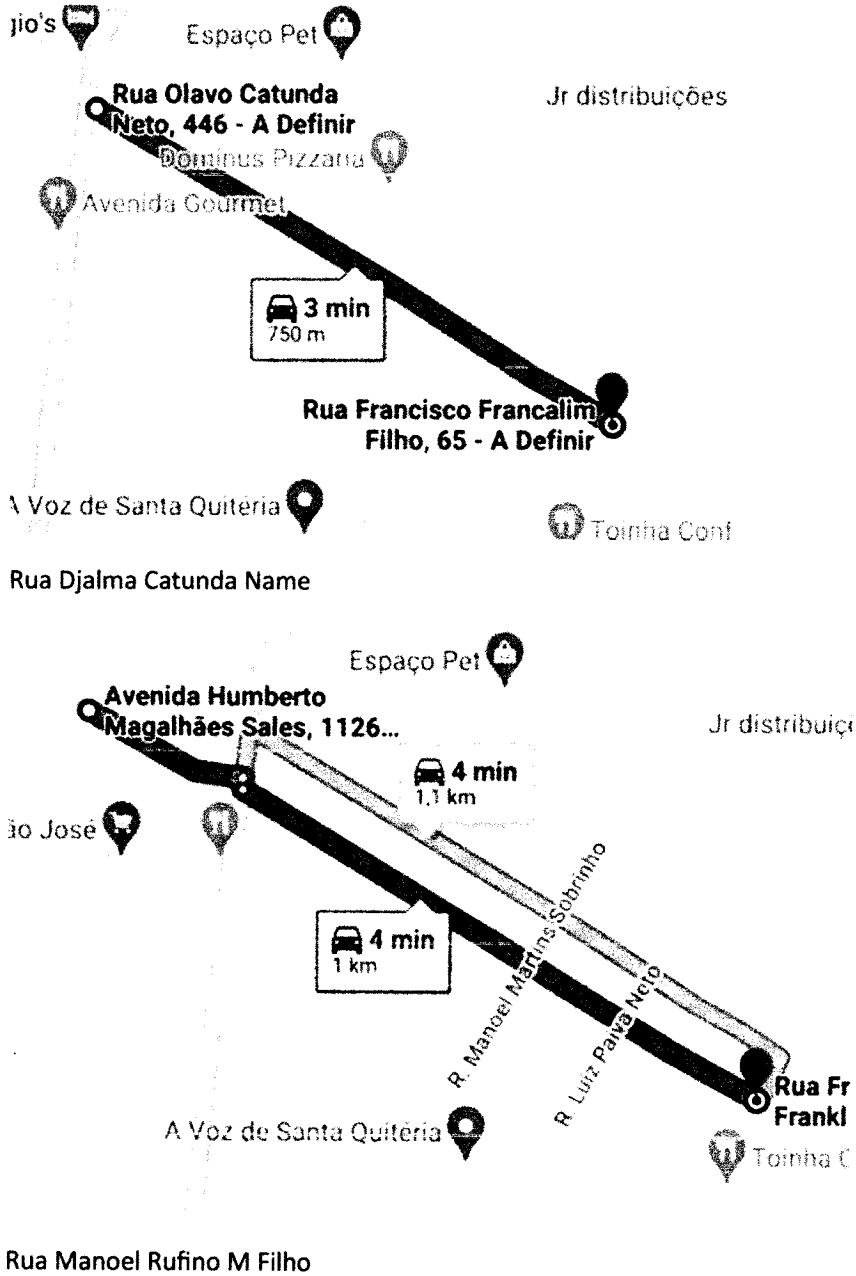 gio's
Espaço Pet
Rua Olavo Catunda
Neto, 446 - A Definir
Jr distribuições
Dominus Pizzaria
Avenida Gourmet
3 min
750 m
Rua Francisco Francalim
Filho, 65 - A Definir
A Voz de Santa Quitéria
Toinha Conf
Rua Djalma Catunda Name
Espaço Pet
Avenida Humberto
Magalhães Sales, 1126...
Jr distribuiçõ
4 min
1,1 km
ão José
R. Manoel Martins Sobrinho
4 min
1 km
R. Luiz Paiva Neto
Rua Fr
Frankl
A Voz de Santa Quitéria
Toinha C
Rua Manoel Rufino M Filho